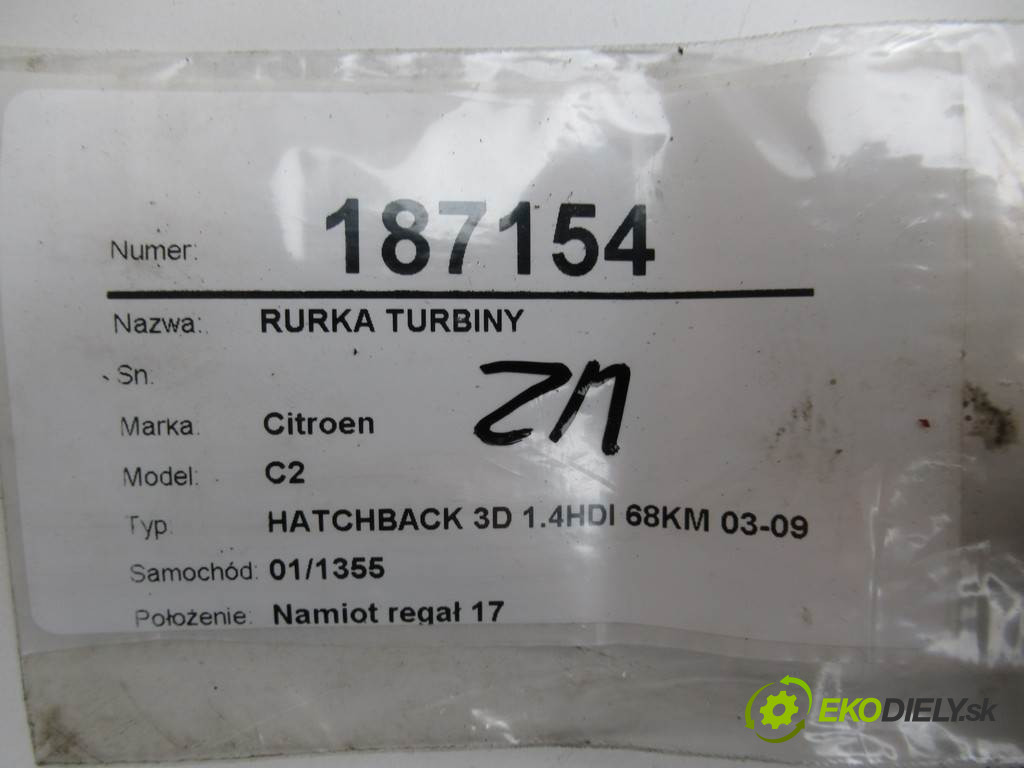 Numer: 187154
Nazwa: RURKA TURBINY
Sn.
Marka: Citroen
Model: C2
Typ: HATCHBACK 3D 1.4HDI 68KM 03-09
Samochód: 01/1355
Położenie: Namiot regał 17
EKODIELY.sk